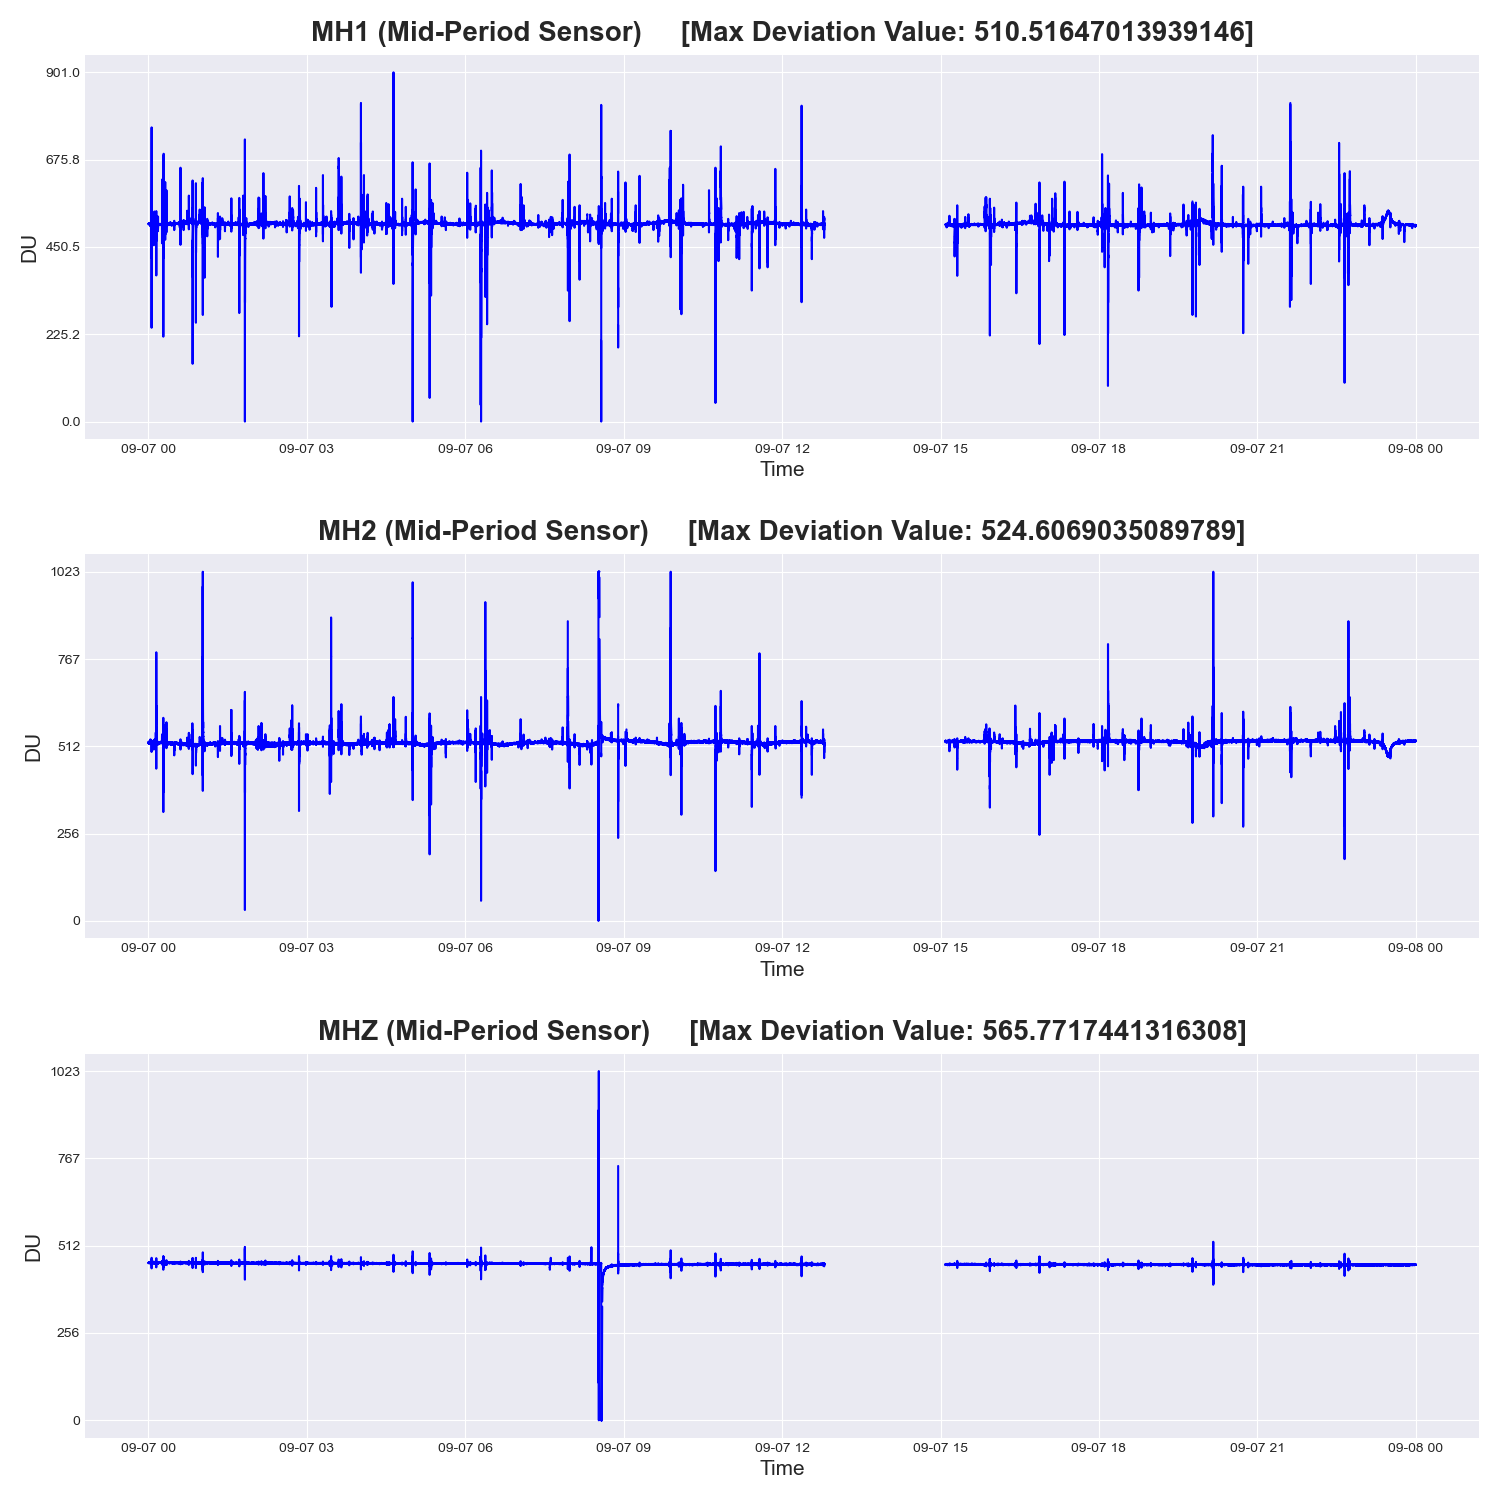 MH1 (Mid-Period Sensor) [Max Deviation Value: 510.51647013939146]
901.0
675.8
450.5
225.2
0.0
DU
09-07 00 09-07 03 09-07 06 09-07 09 09-07 12 09-07 15 09-07 18 09-07 21 09-08 00
Time
MH2 (Mid-Period Sensor) [Max Deviation Value: 524.6069035089789]
1023
767
512
256
0
DU
09-07 00 09-07 03 09-07 06 09-07 09 09-07 12 09-07 15 09-07 18 09-07 21 09-08 00
Time
MHZ (Mid-Period Sensor) [Max Deviation Value: 565.7717441316308]
1023
767
512
256
0
DU
09-07 00 09-07 03 09-07 06 09-07 09 09-07 12 09-07 15 09-07 18 09-07 21 09-08 00
Time